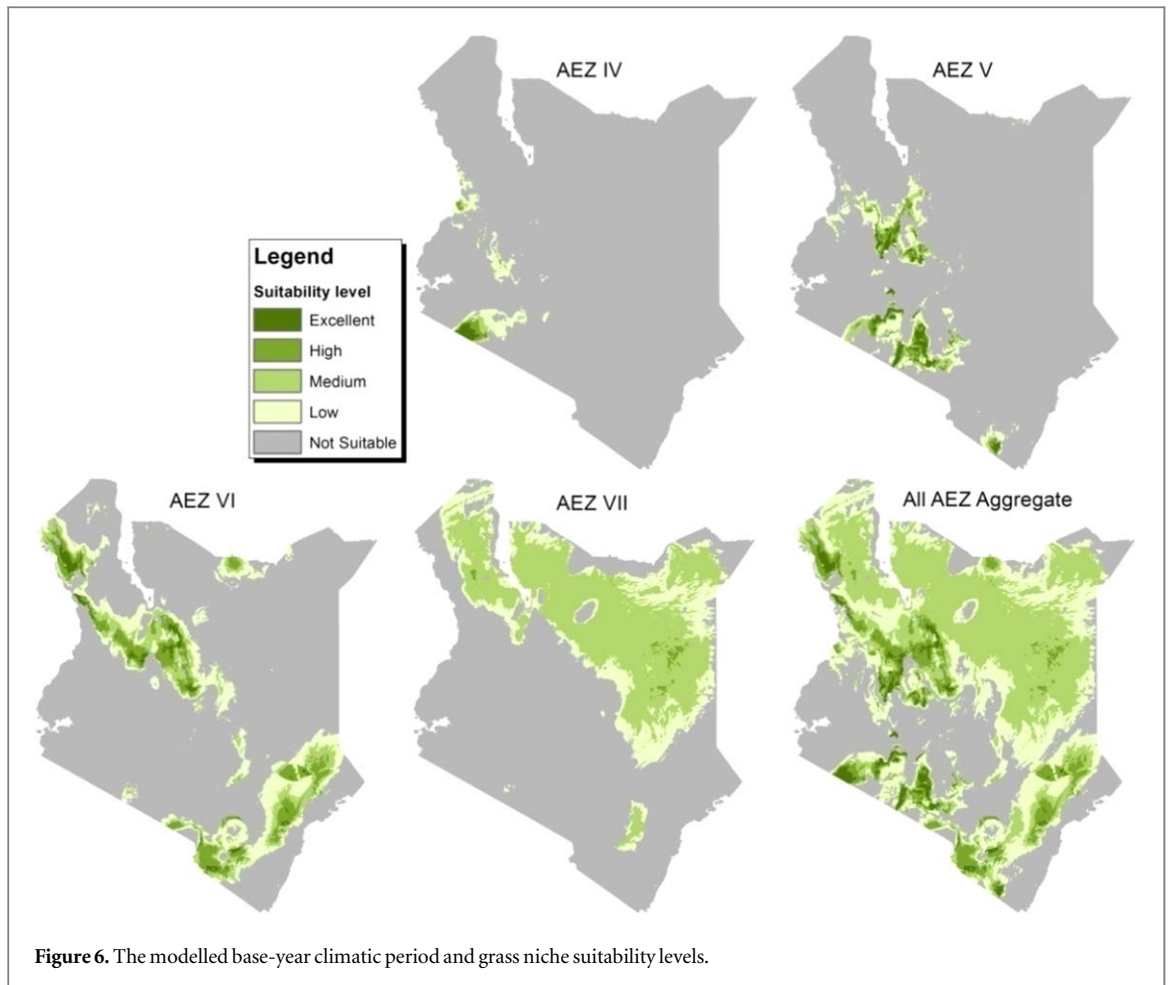 AEZ IV
AEZ V
Legend
Suitability level
Excellent
High
Medium
Low
Not Suitable
AEZ VI
AEZ VII
All AEZ Aggregate
Figure 6. The modelled base-year climatic period and grass niche suitability levels.